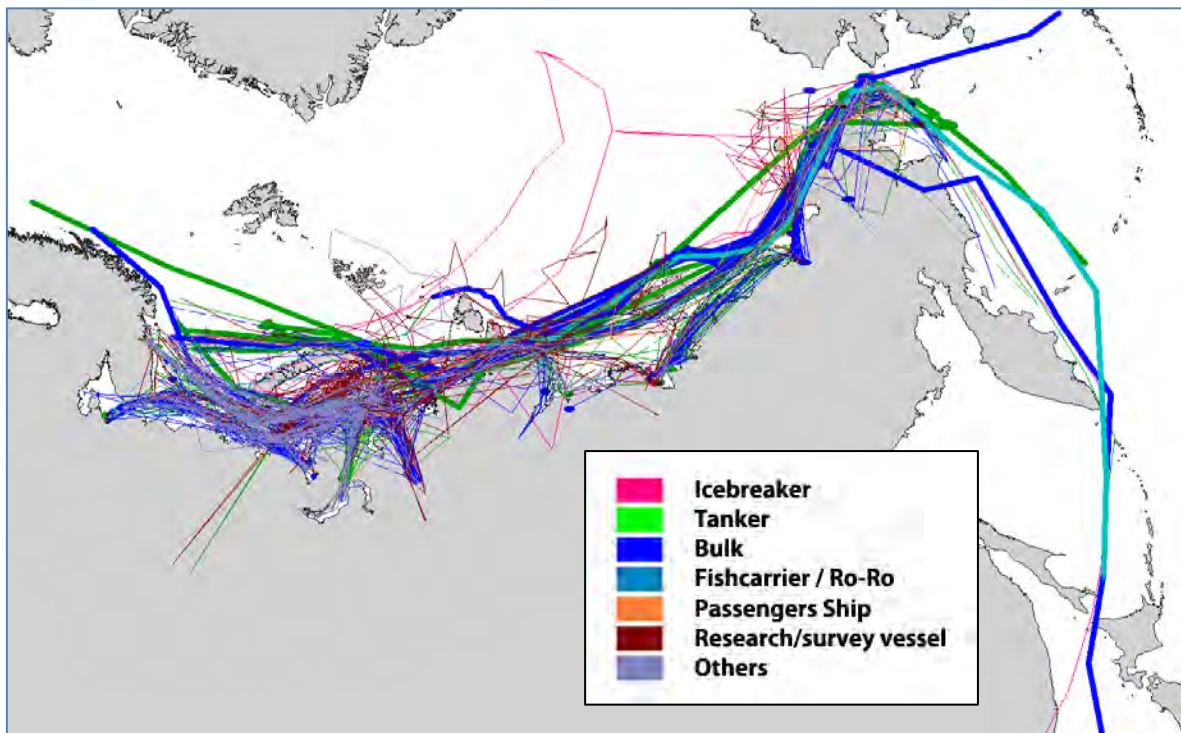 Icebreaker
Tanker
Bulk
Fishcarrier / Ro-Ro
Passengers Ship
Research/survey vessel
Others